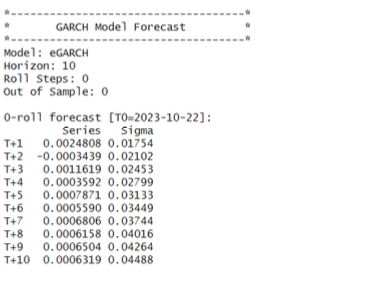 *------------------------------------*
*       GARCH Model Forecast         *
*------------------------------------*
Model: eGARCH
Horizon: 10
Roll Steps: 0
Out of Sample: 0

0-roll forecast [T0=2023-10-22]:
         Series   Sigma
T+1   0.0024808 0.01754
T+2  -0.0003439 0.02102
T+3   0.0011619 0.02453
T+4   0.0003592 0.02799
T+5   0.0007871 0.03133
T+6   0.0005590 0.03449
T+7   0.0006806 0.03744
T+8   0.0006158 0.04016
T+9   0.0006504 0.04264
T+10  0.0006319 0.04488